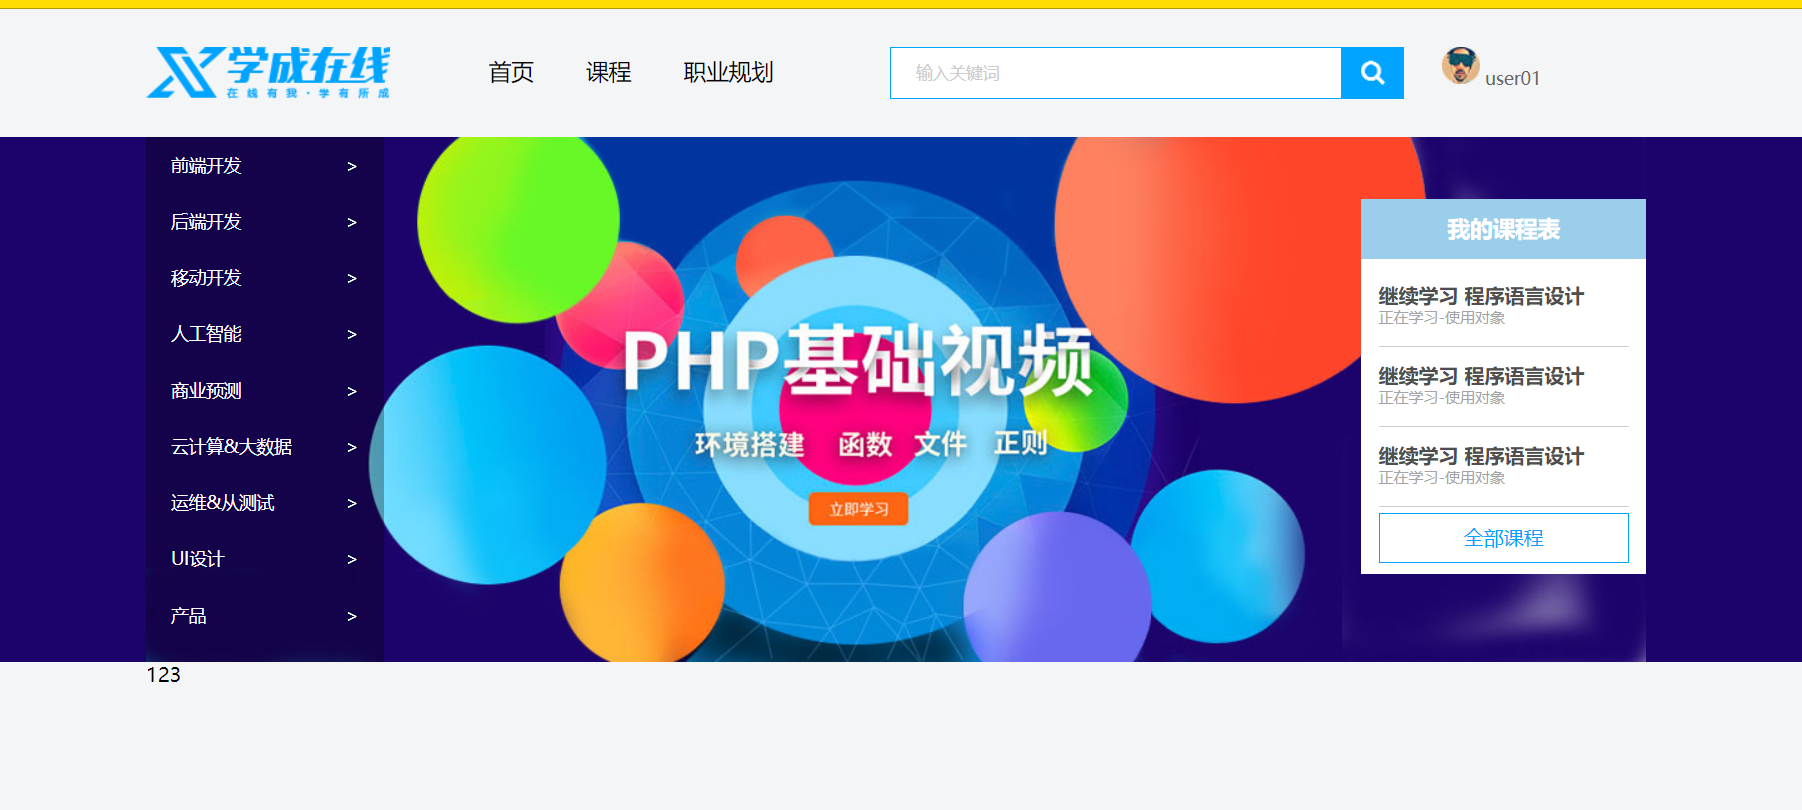 学成在线
在线有我·学有所成
首页 课程 职业规划
输入关键词
user01
前端开发 >
后端开发 >
移动开发 >
人工智能 >
商业预测 >
云计算&大数据 >
运维&从测试 >
UI设计 >
产品 >
PHP基础视频
环境搭建 函数 文件 正则
立即学习
我的课程表
继续学习 程序语言设计
正在学习-使用对象
继续学习 程序语言设计
正在学习-使用对象
继续学习 程序语言设计
正在学习-使用对象
全部课程
123